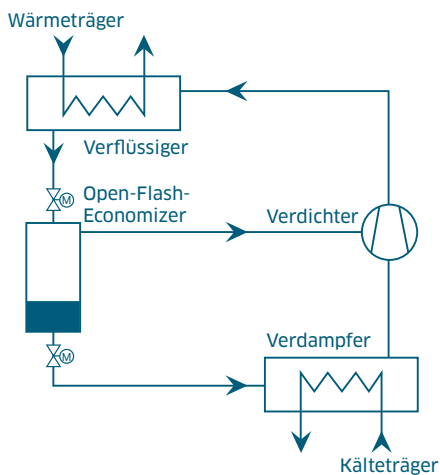 Wärmeträger
Verflüssiger
M
Open-Flash-
Economizer
Verdichter
M
Verdampfer
Kälteträger